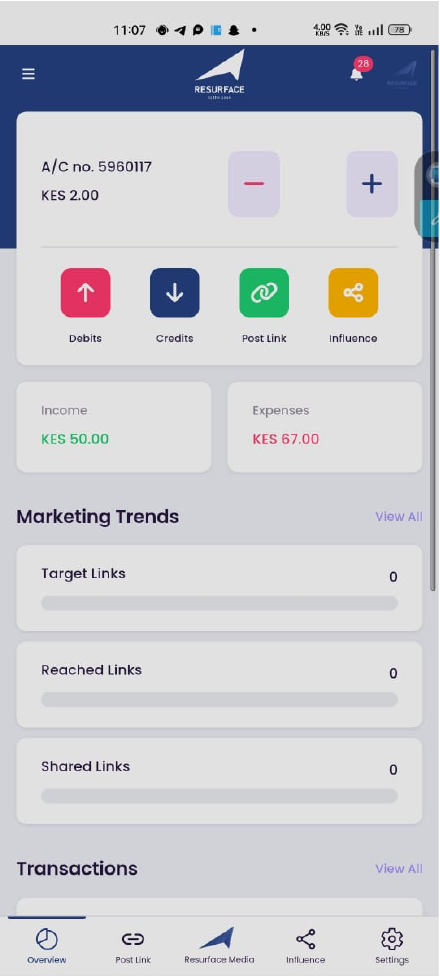 11:07
4.00
KB/S
Vo
LTE
78
RESURFACE
28
A/C no. 5960117
KES 2.00
Debits
Credits
Post Link
Influence
Income
Expenses
KES 50.00
KES 67.00
Marketing Trends
View All
Target Links
0
Reached Links
0
Shared Links
0
Transactions
View All
Overview
Post Link
Resurface Media
Influence
Settings